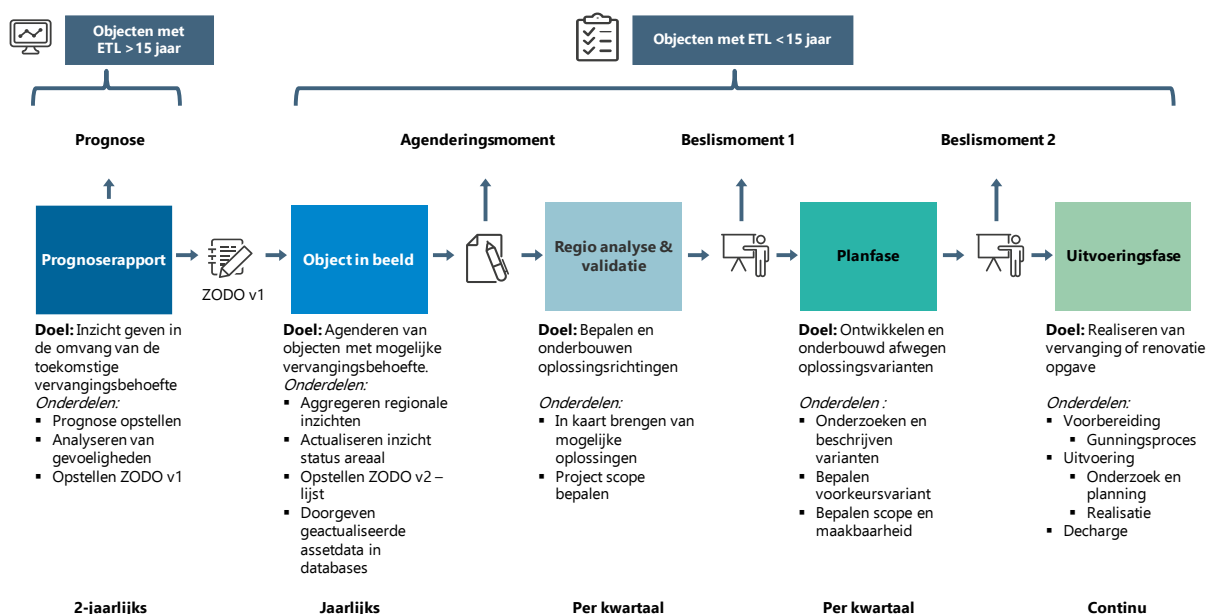 Objecten met
ETL >15 jaar
Objecten met ETL <15 jaar
Prognose
Agenderingsmoment
Beslismoment 1
Beslismoment 2
Prognoserapport
ZODO v1
Object in beeld
Regio analyse &
validatie
Planfase
Uitvoeringsfase
Doel: Inzicht geven in
de omvang van de
toekomstige
vervangingsbehoefte
Onderdelen:
▪ Prognose opstellen
▪ Analyseren van
gevoeligheden
▪ Opstellen ZODO v1
Doel: Agenderen van
objecten met mogelijke
vervangingsbehoefte.
Onderdelen:
▪ Aggregeren regionale
inzichten
▪ Actualiseren inzicht
status areaal
▪ Opstellen ZODO v2 –
lijst
▪ Doorgeven
geactualiseerde
assetdata in
databases
Doel: Bepalen en
onderbouwen
oplossingsrichtingen
Onderdelen:
▪ In kaart brengen van
mogelijke
oplossingen
▪ Project scope
bepalen
Doel: Ontwikkelen en
onderbouwd afwegen
oplossingsvarianten
Onderdelen :
▪ Onderzoeken en
beschrijven
varianten
▪ Bepalen
voorkeursvariant
▪ Bepalen scope en
maakbaarheid
Doel: Realiseren van
vervanging of renovatie
opgave
Onderdelen:
▪ Voorbereiding
▪ Gunningsproces
▪ Uitvoering
▪ Onderzoek en
planning
▪ Realisatie
▪ Decharge
2-jaarlijks
Jaarlijks
Per kwartaal
Per kwartaal
Continu